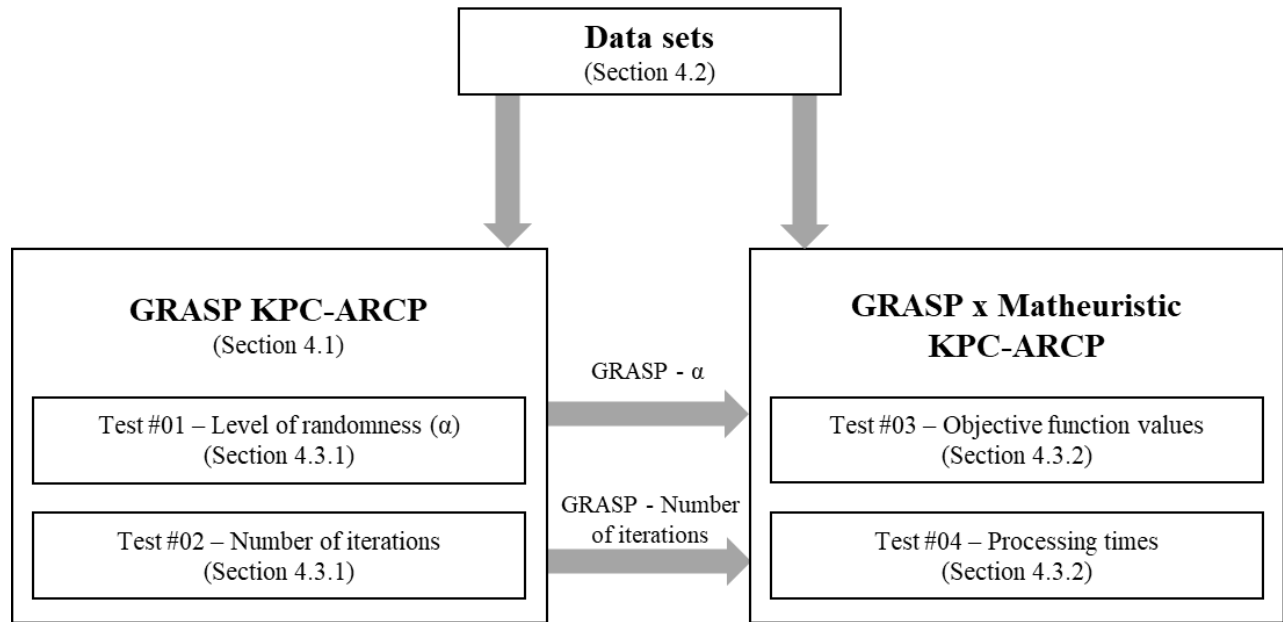 Data sets
(Section 4.2)
GRASP KPC-ARCP
(Section 4.1)
Test #01 – Level of randomness (α)
(Section 4.3.1)
Test #02 – Number of iterations
(Section 4.3.1)
GRASP - α
GRASP - Number
of iterations
GRASP x Matheuristic
KPC-ARCP
Test #03 – Objective function values
(Section 4.3.2)
Test #04 – Processing times
(Section 4.3.2)